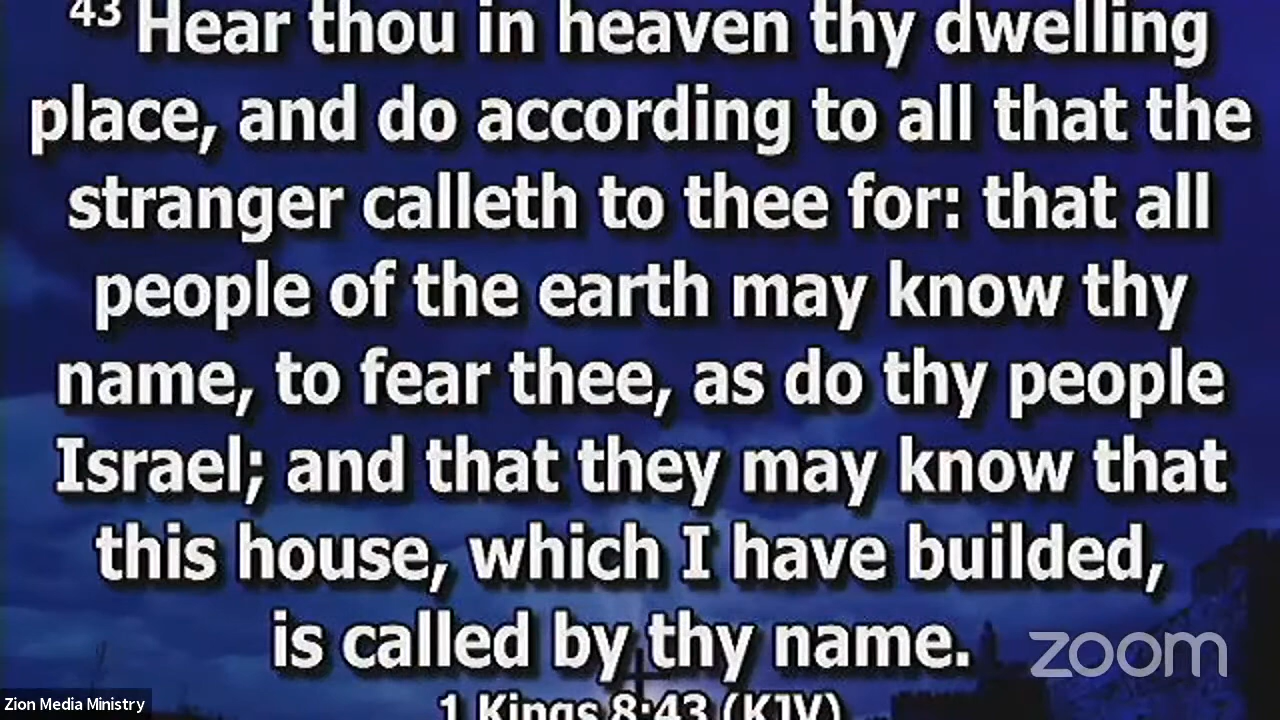 43 Hear thou in heaven thy dwelling
place, and do according to all that the
stranger calleth to thee for: that all
people of the earth may know thy
name, to fear thee, as do thy people
Israel; and that they may know that
this house, which I have builded,
is called by thy name.
1 Kings 8:43 (KJV)
zoom
Zion Media Ministry